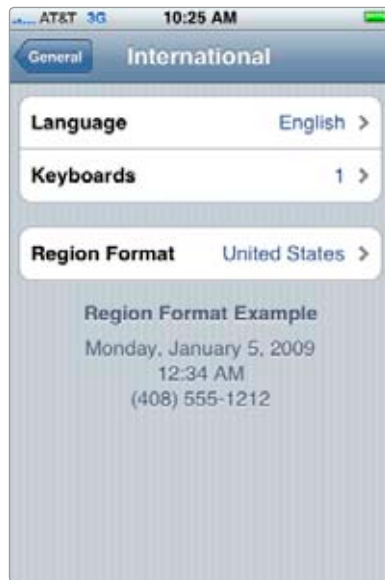 AT&T 3G 10:25 AM
General International
Language English
Keyboards 1
Region Format United States
Region Format Example
Monday, January 5, 2009
12:34 AM
(408) 555-1212